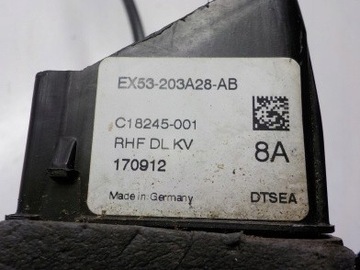 EX53-203A28-AB
C18245-001
RHF DL KV
8A
170912
Made in Germany
DTSEA